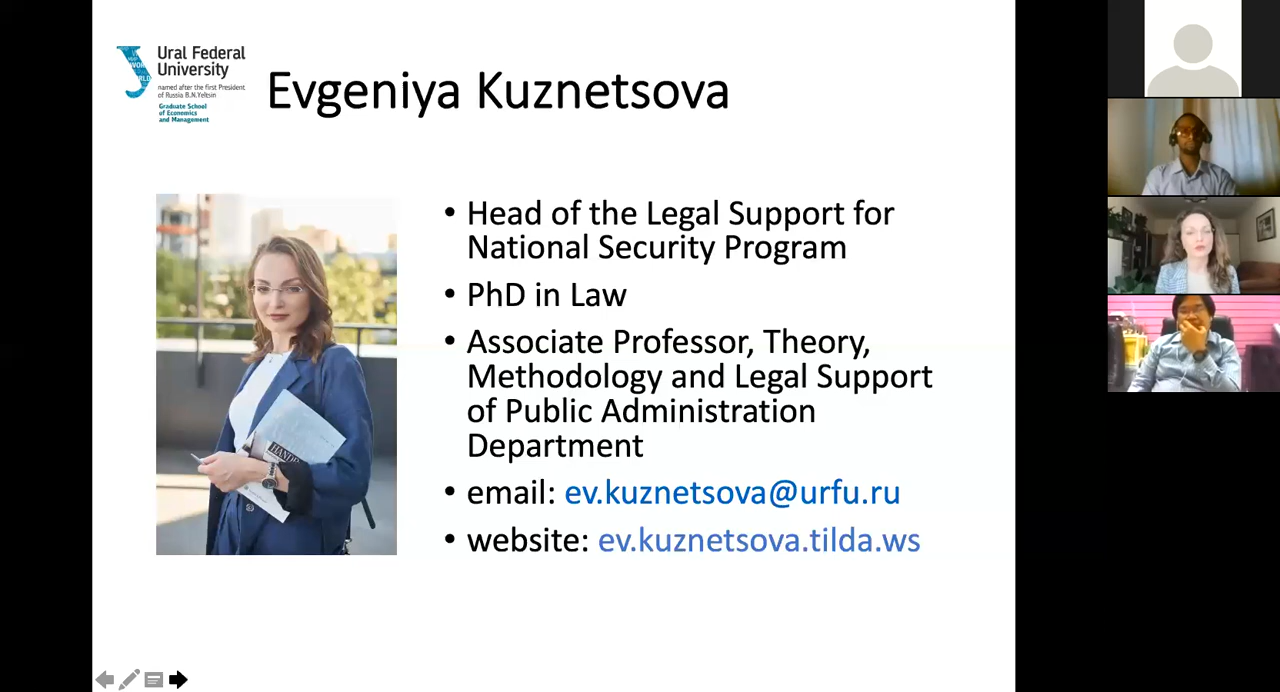 Ural Federal
University
named after the first President
of Russia B.N.Yeltsin
Graduate School
of Economics
and Management
Evgeniya Kuznetsova
• Head of the Legal Support for
National Security Program
• PhD in Law
• Associate Professor, Theory,
Methodology and Legal Support
of Public Administration
Department
• email: ev.kuznetsova@urfu.ru
• website: ev.kuznetsova.tilda.ws